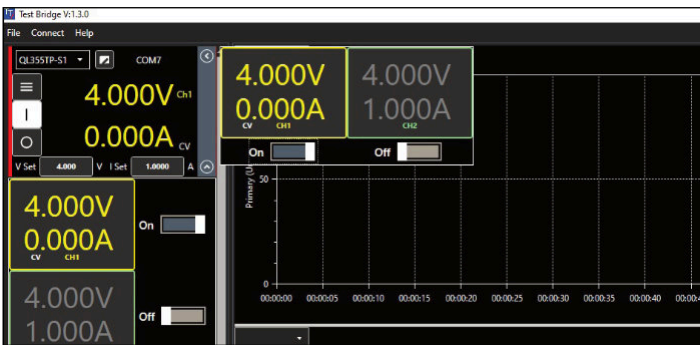 Test Bridge V:1.3.0
File Connect Help
QL355TP-S1 COM7
4.000V Ch1
0.000A CV
V Set 4.000 V I Set 1.0000 A
4.000V
0.000A
CV CH1
On
4.000V
1.000A
Off
4.000V
0.000A
CV CH1
On
4.000V
1.000A
CH2
Off
50
0
00:00:00 00:00:05 00:00:10 00:00:15 00:00:20 00:00:25 00:00:30 00:00:35 00:00:40